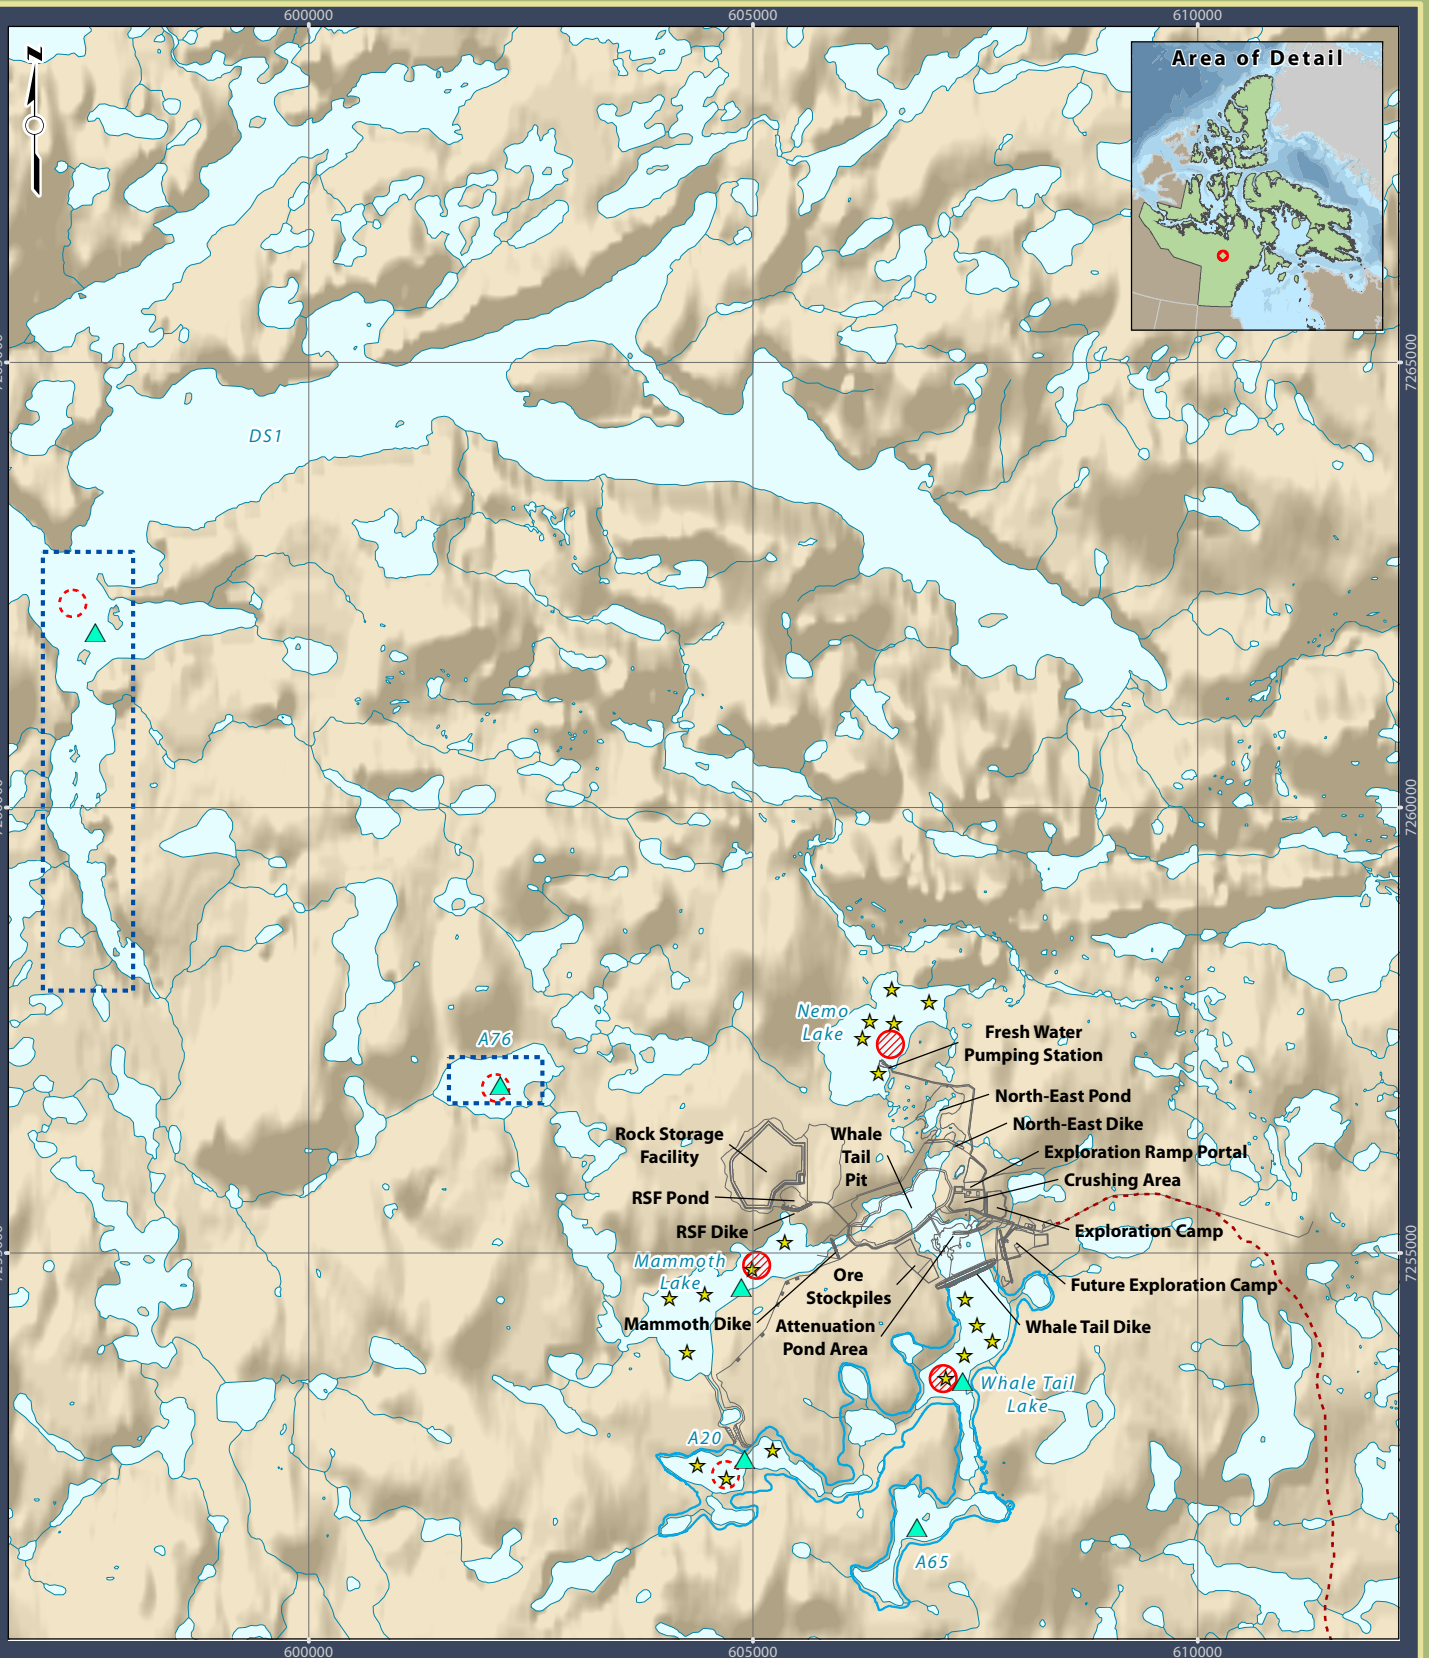 600000
605000
610000
N
Area of Detail
7265000
DS1
7260000
Nemo
Lake
Fresh Water
Pumping Station
A76
North-East Pond
North-East Dike
Rock Storage
Facility
Whale
Tail
Pit
Exploration Ramp Portal
Crushing Area
RSF Pond
RSF Dike
Exploration Camp
Mammoth
Lake
7255000
Ore
Stockpiles
Future Exploration Camp
Mammoth Dike
Attenuation
Pond Area
Whale Tail Dike
Whale Tail
Lake
A20
A65
600000
605000
610000